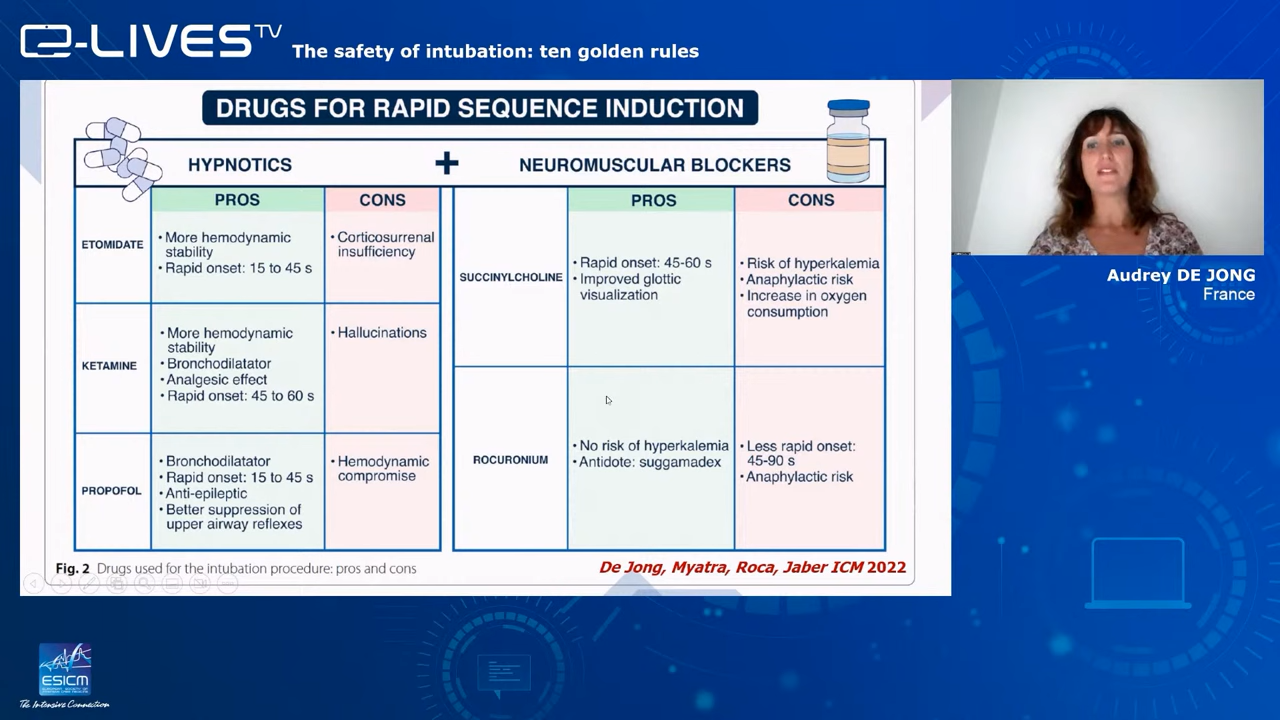 e-LIVES TV
The safety of intubation: ten golden rules
DRUGS FOR RAPID SEQUENCE INDUCTION
HYPNOTICS
+
NEUROMUSCULAR BLOCKERS
PROS
CONS
ETOMIDATE
• More hemodynamic
stability
• Rapid onset: 15 to 45 s
• Corticosurrenal
insufficiency
KETAMINE
• More hemodynamic
stability
• Bronchodilatator
• Analgesic effect
• Rapid onset: 45 to 60 s
• Hallucinations
PROPOFOL
• Bronchodilatator
• Rapid onset: 15 to 45 s
• Anti-epileptic
• Better suppression of
upper airway reflexes
• Hemodynamic
compromise
PROS
CONS
SUCCINYLCHOLINE
• Rapid onset: 45-60 s
• Improved glottic
visualization
• Risk of hyperkalemia
• Anaphylactic risk
• Increase in oxygen
consumption
ROCURONIUM
• No risk of hyperkalemia
• Antidote: suggamadex
• Less rapid onset:
45-90 s
• Anaphylactic risk
Fig. 2 Drugs used for the intubation procedure: pros and cons
De Jong, Myatra, Roca, Jaber ICM 2022
Audrey DE JONG
France
ESICM
The Intensive Connection